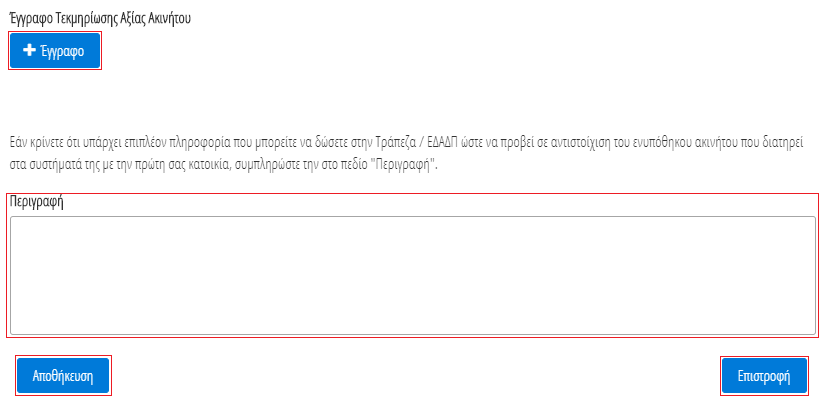 Έγγραφο Τεκμηρίωσης Αξίας Ακινήτου
+ Έγγραφο
Εάν κρίνετε ότι υπάρχει επιπλέον πληροφορία που μπορείτε να δώσετε στην Τράπεζα / ΕΔΑΔΠ ώστε να προβεί σε αντιστοίχιση του ενυπόθηκου ακινήτου που διατηρεί
στα συστήματά της με την πρώτη σας κατοικία, συμπληρώστε την στο πεδίο "Περιγραφή".
Περιγραφή
Αποθήκευση
Επιστροφή